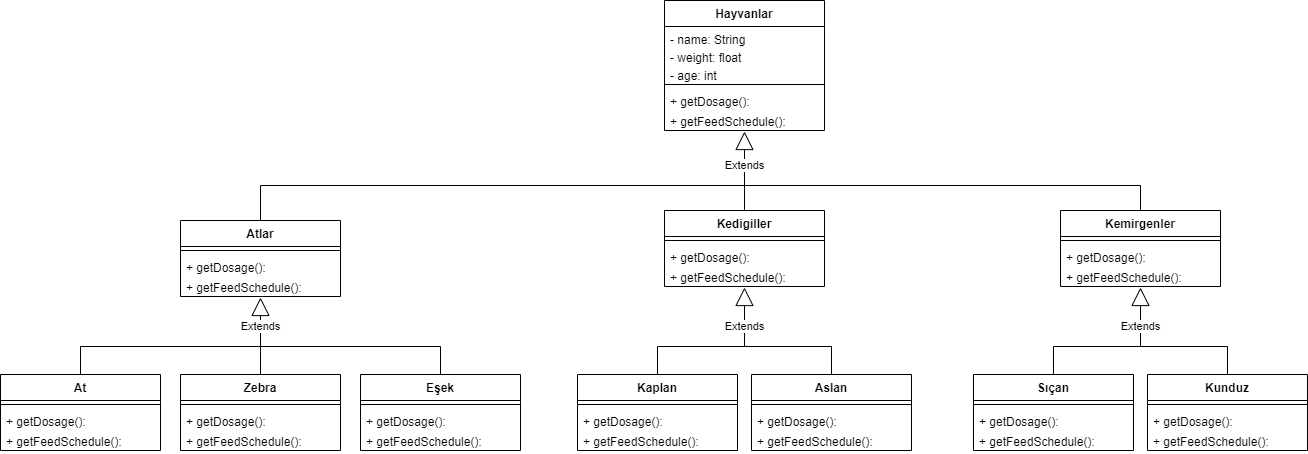 Hayvanlar
- name: String
- weight: float
- age: int
+ getDosage():
+ getFeedSchedule():
Extends
Atlar
+ getDosage():
+ getFeedSchedule():
Extends
Kedigiller
+ getDosage():
+ getFeedSchedule():
Extends
Kemirgenler
+ getDosage():
+ getFeedSchedule():
Extends
At
+ getDosage():
+ getFeedSchedule():
Zebra
+ getDosage():
+ getFeedSchedule():
Eşek
+ getDosage():
+ getFeedSchedule():
Kaplan
+ getDosage():
+ getFeedSchedule():
Aslan
+ getDosage():
+ getFeedSchedule():
Sıçan
+ getDosage():
+ getFeedSchedule():
Kunduz
+ getDosage():
+ getFeedSchedule():